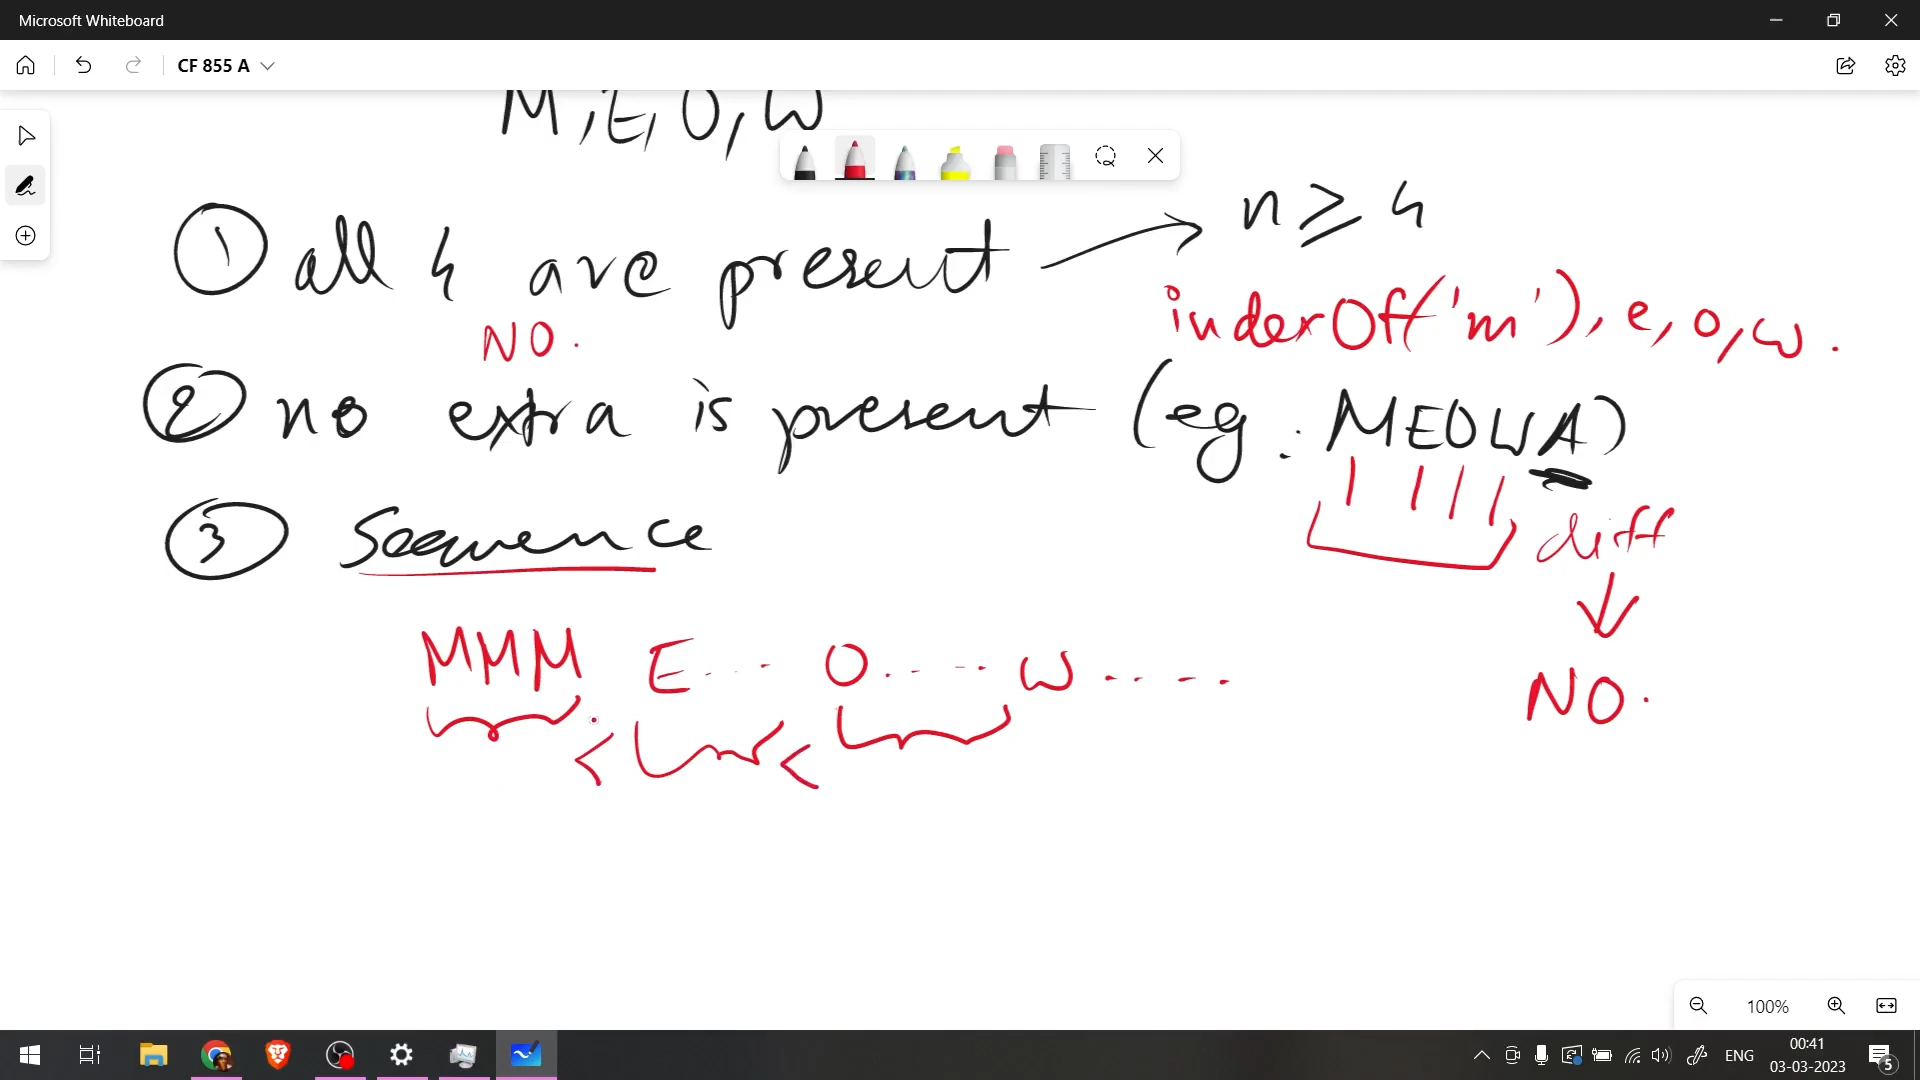 Microsoft Whiteboard
CF 855 A
M, E, O, W
① all 4 are present → n ≥ 4
NO.
indexOf('m'), e, o, w.
② no extra is present (eg: MEOWA)
③ Sequence
diff
↓
NO.
MMM E... O..... W.....
< <
100%
ENG
00:41
03-03-2023
5